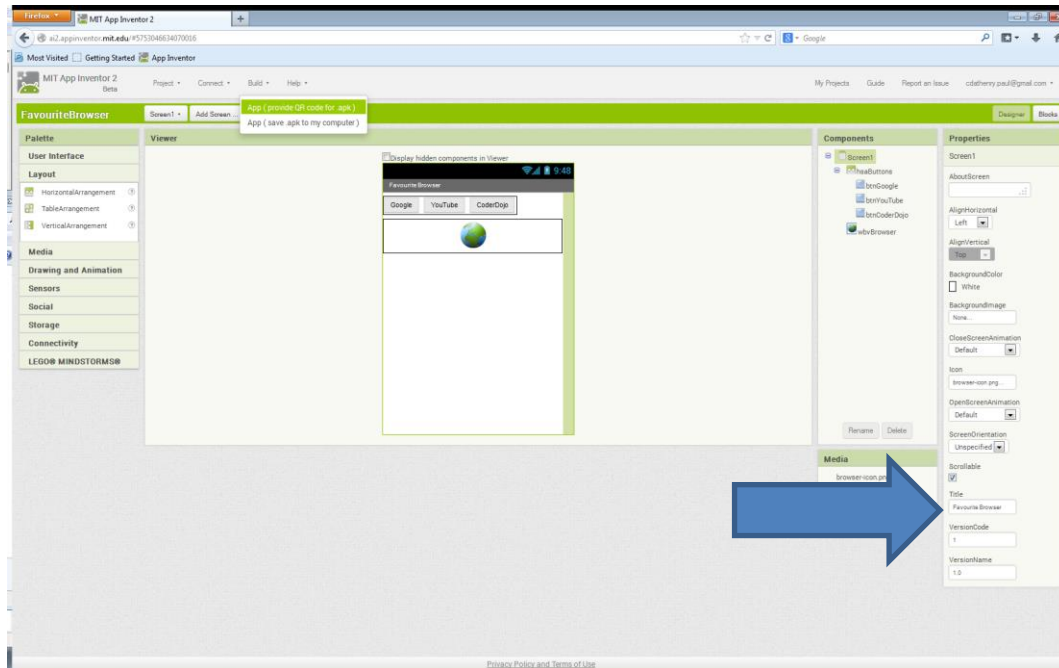 Firefox
MIT App Inventor 2
+
ai2.appinventor.mit.edu/#5753046634070016
Google
Most Visited Getting Started App Inventor
MIT App Inventor 2
Beta
Project Connect Build Help
My Projects Guide Report an Issue cdathenry.paul@gmail.com
App ( provide QR code for .apk )
App ( save .apk to my computer )
FavouriteBrowser
Screen1 Add Screen ...
Designer Blocks
Palette
User Interface
Layout
HorizontalArrangement
TableArrangement
VerticalArrangement
Media
Drawing and Animation
Sensors
Social
Storage
Connectivity
LEGO® MINDSTORMS®
Viewer
Display hidden components in Viewer
9:48
Favourite Browser
Google YouTube CoderDojo
Components
Screen1
hoaButtons
btnGoogle
btnYouTube
btnCoderDojo
wbvBrowser
Rename Delete
Media
Properties
Screen1
AboutScreen
AlignHorizontal
Left
AlignVertical
Top
BackgroundColor
White
BackgroundImage
None...
CloseScreenAnimation
Default
Icon
browser-icon.png...
OpenScreenAnimation
Default
ScreenOrientation
Unspecified
Scrollable
Title
Favourite Browser
VersionCode
1
VersionName
1.0
Privacy Policy and Terms of Use